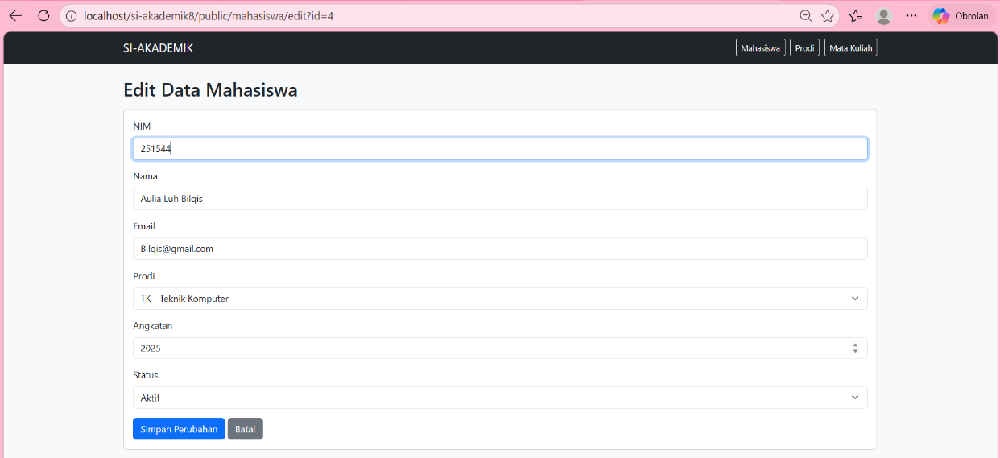 localhost/si-akademik8/public/mahasiswa/edit?id=4
Obrolan
SI-AKADEMIK
Mahasiswa
Prodi
Mata Kuliah
Edit Data Mahasiswa
NIM
251544
Nama
Aulia Luh Bilqis
Email
Bilqis@gmail.com
Prodi
TK - Teknik Komputer
Angkatan
2025
Status
Aktif
Simpan Perubahan
Batal